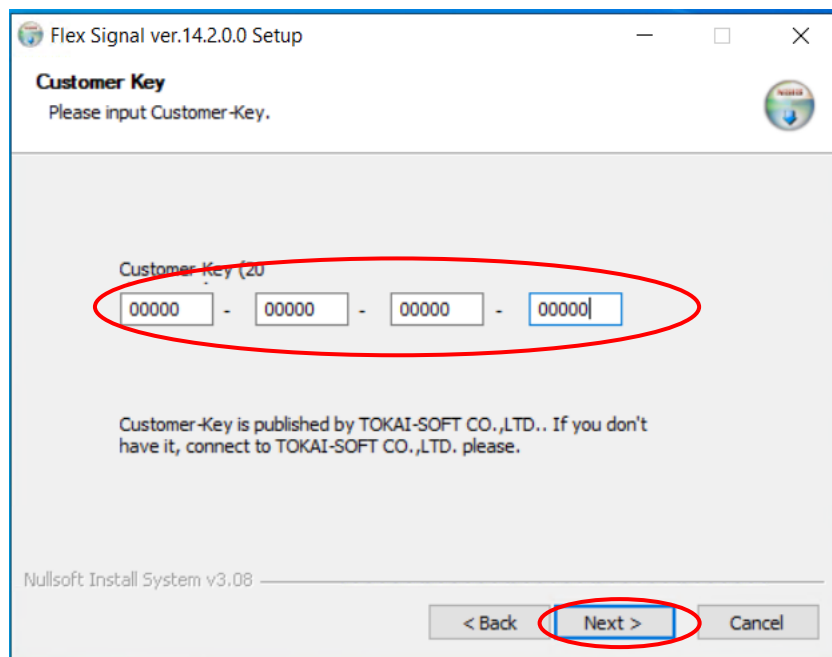 Flex Signal ver.14.2.0.0 Setup
Customer Key
Please input Customer-Key.
Customer Key (20
00000 - 00000 - 00000 - 00000
Customer-Key is published by TOKAI-SOFT CO.,LTD.. If you don't
have it, connect to TOKAI-SOFT CO.,LTD. please.
Nullsoft Install System v3.08
< Back Next > Cancel